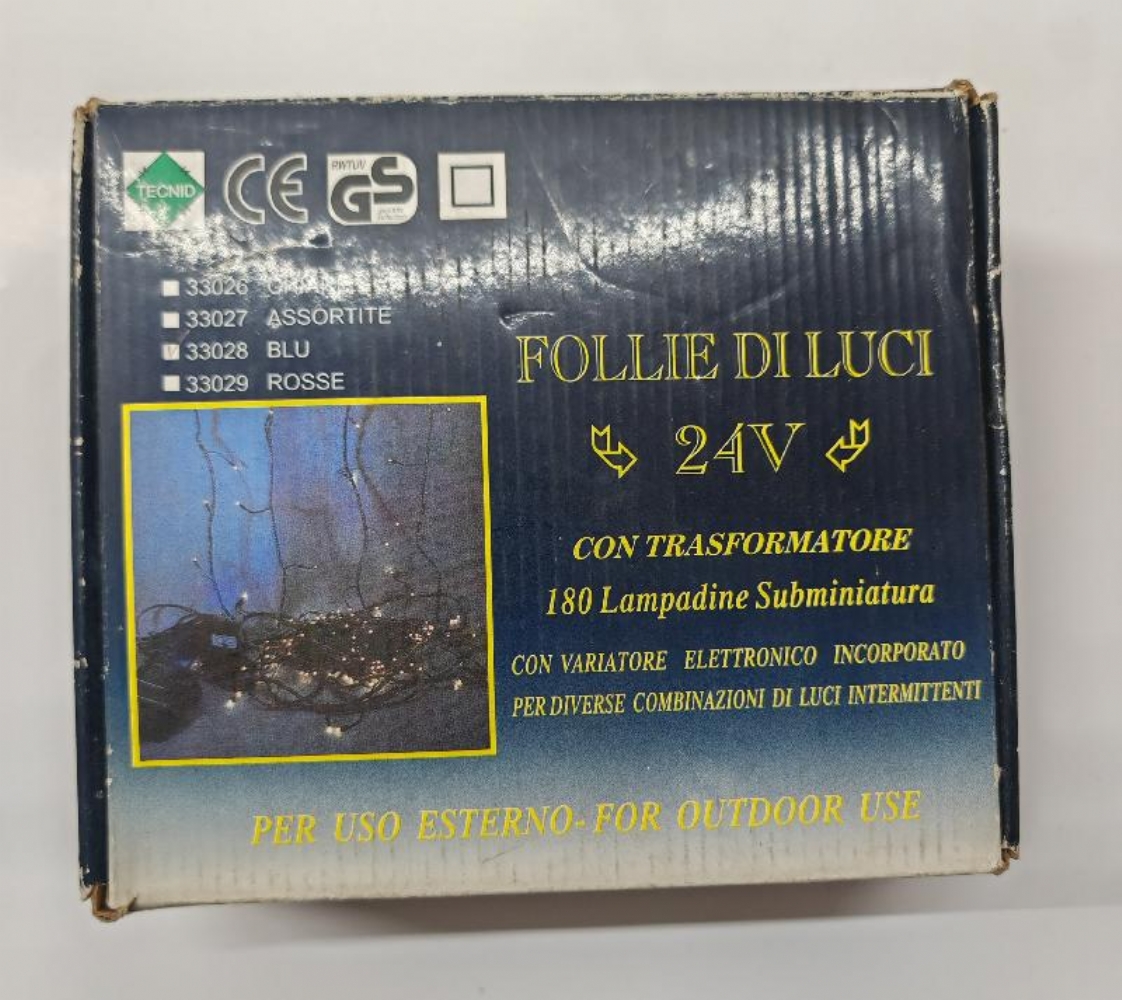 TECNID
CE
RWTUV
GS
33026
33027 ASSORTITE
V 33028 BLU
33029 ROSSE
FOLLIE DI LUCI
24V
CON TRASFORMATORE
180 Lampadine Subminiatura
CON VARIATORE ELETTRONICO INCORPORATO
PER DIVERSE COMBINAZIONI DI LUCI INTERMITTENTI
PER USO ESTERNO-FOR OUTDOOR USE